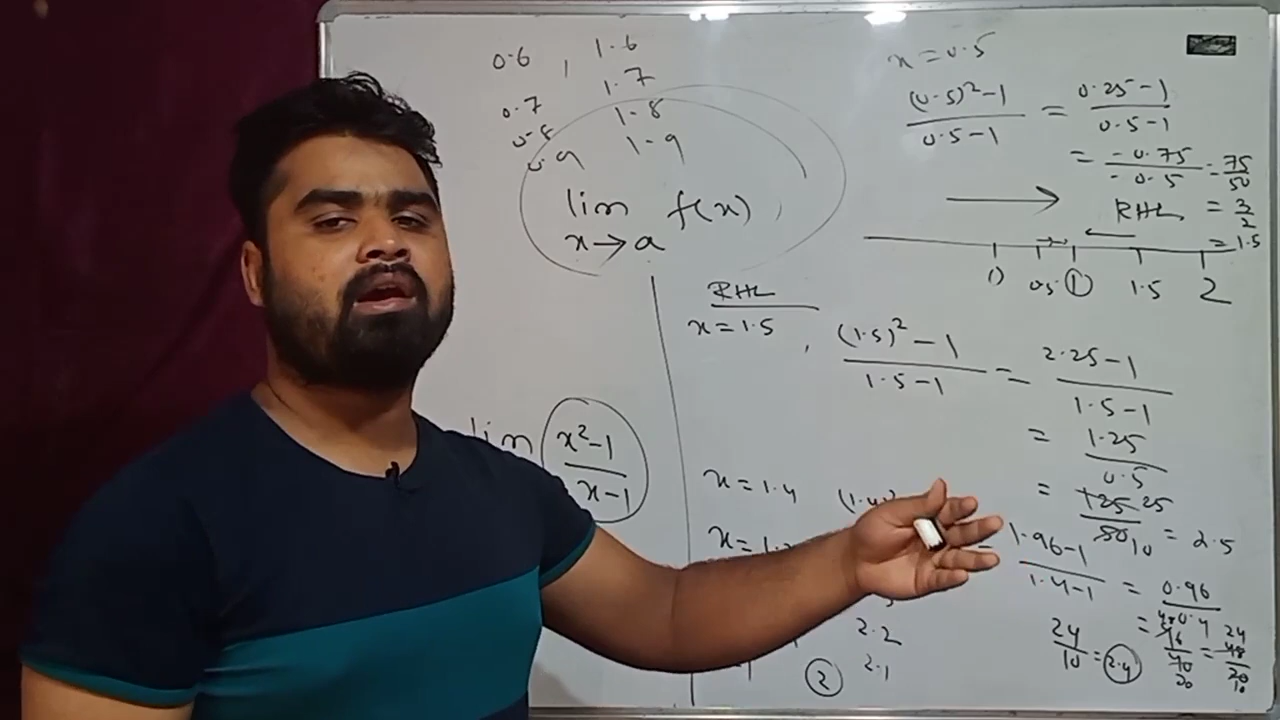 0.6 , 1.6
0.7 1.7
0.8 1.8
0.9 1.9
lim f(x)
x→a
lim x²-1
x-1
x=0.5
(0.5)²-1 = 0.25-1
0.5-1 0.5-1
= -0.75 = 75
-0.5 50
RHL = 3
2
= 1.5
0 0.5 1 1.5 2
RHL
x=1.5 , (1.5)²-1 = 2.25-1
1.5-1 1.5-1
= 1.25
0.5
= 125 25
50 10 = 2.5
x=1.4 (1.4)² = 1.96-1
1.4-1 = 0.96
0.4
2.2
2.1
2
24
10 = 2.4